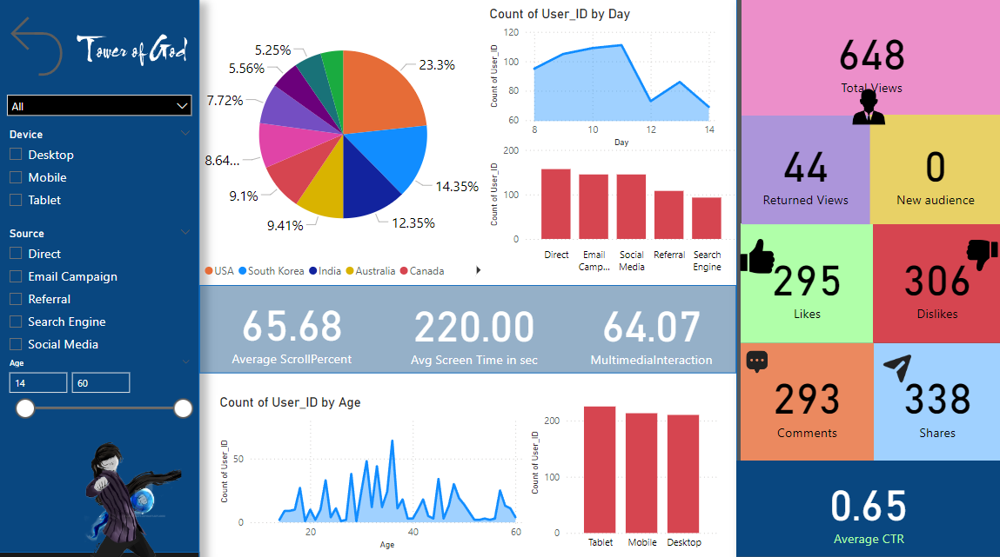 Tower of God
All
Device
Desktop
Mobile
Tablet
Source
Direct
Email Campaign
Referral
Search Engine
Social Media
Age
14
60
5.25%
5.56%
7.72%
8.64...
9.1%
9.41%
12.35%
14.35%
23.3%
USA
South Korea
India
Australia
Canada
Count of User_ID by Day
Count of User_ID
120
100
80
60
8
10
12
14
Day
Count of User_ID
200
100
0
Direct
Email
Camp...
Social
Media
Referral
Search
Engine
65.68
Average ScrollPercent
220.00
Avg Screen Time in sec
64.07
MultimediaInteraction
Count of User_ID by Age
Count of User_ID
50
0
20
40
60
Age
Count of User_ID
200
100
0
Tablet
Mobile
Desktop
648
Total Views
44
Returned Views
0
New audience
295
Likes
306
Dislikes
293
Comments
338
Shares
0.65
Average CTR